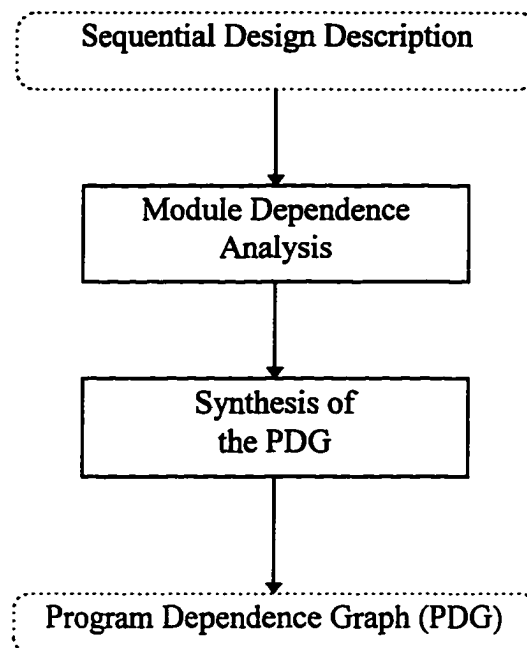 Sequential Design Description
Module Dependence
Analysis
Synthesis of
the PDG
Program Dependence Graph (PDG)